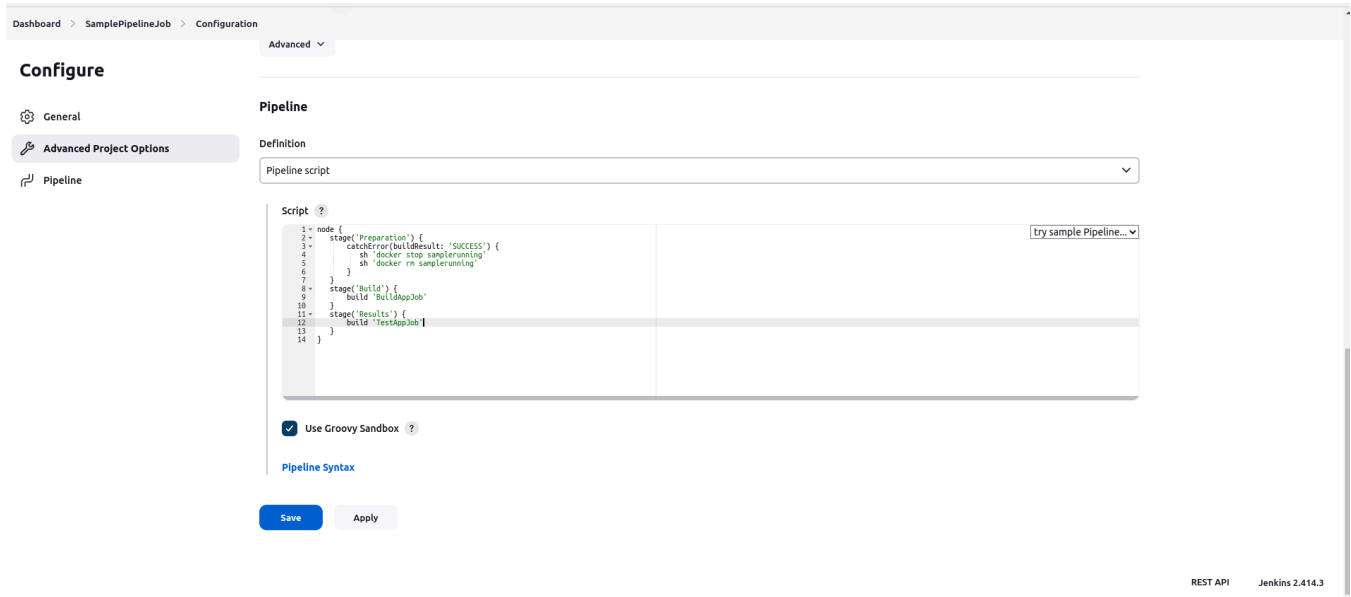 Dashboard > SamplePipelineJob > Configuration
Advanced
Configure
General
Advanced Project Options
Pipeline
Pipeline
Definition
Pipeline script
Script ?
try sample Pipeline...
1 node {
2 stage('Preparation') {
3 catchError(buildResult: 'SUCCESS') {
4 sh 'docker stop samplerunning'
5 sh 'docker rm samplerunning'
6 }
7 }
8 stage('Build') {
9 build 'BuildAppJob'
10 }
11 stage('Results') {
12 build 'TestAppJob'
13 }
14 }
Use Groovy Sandbox ?
Pipeline Syntax
Save Apply
REST API Jenkins 2.414.3